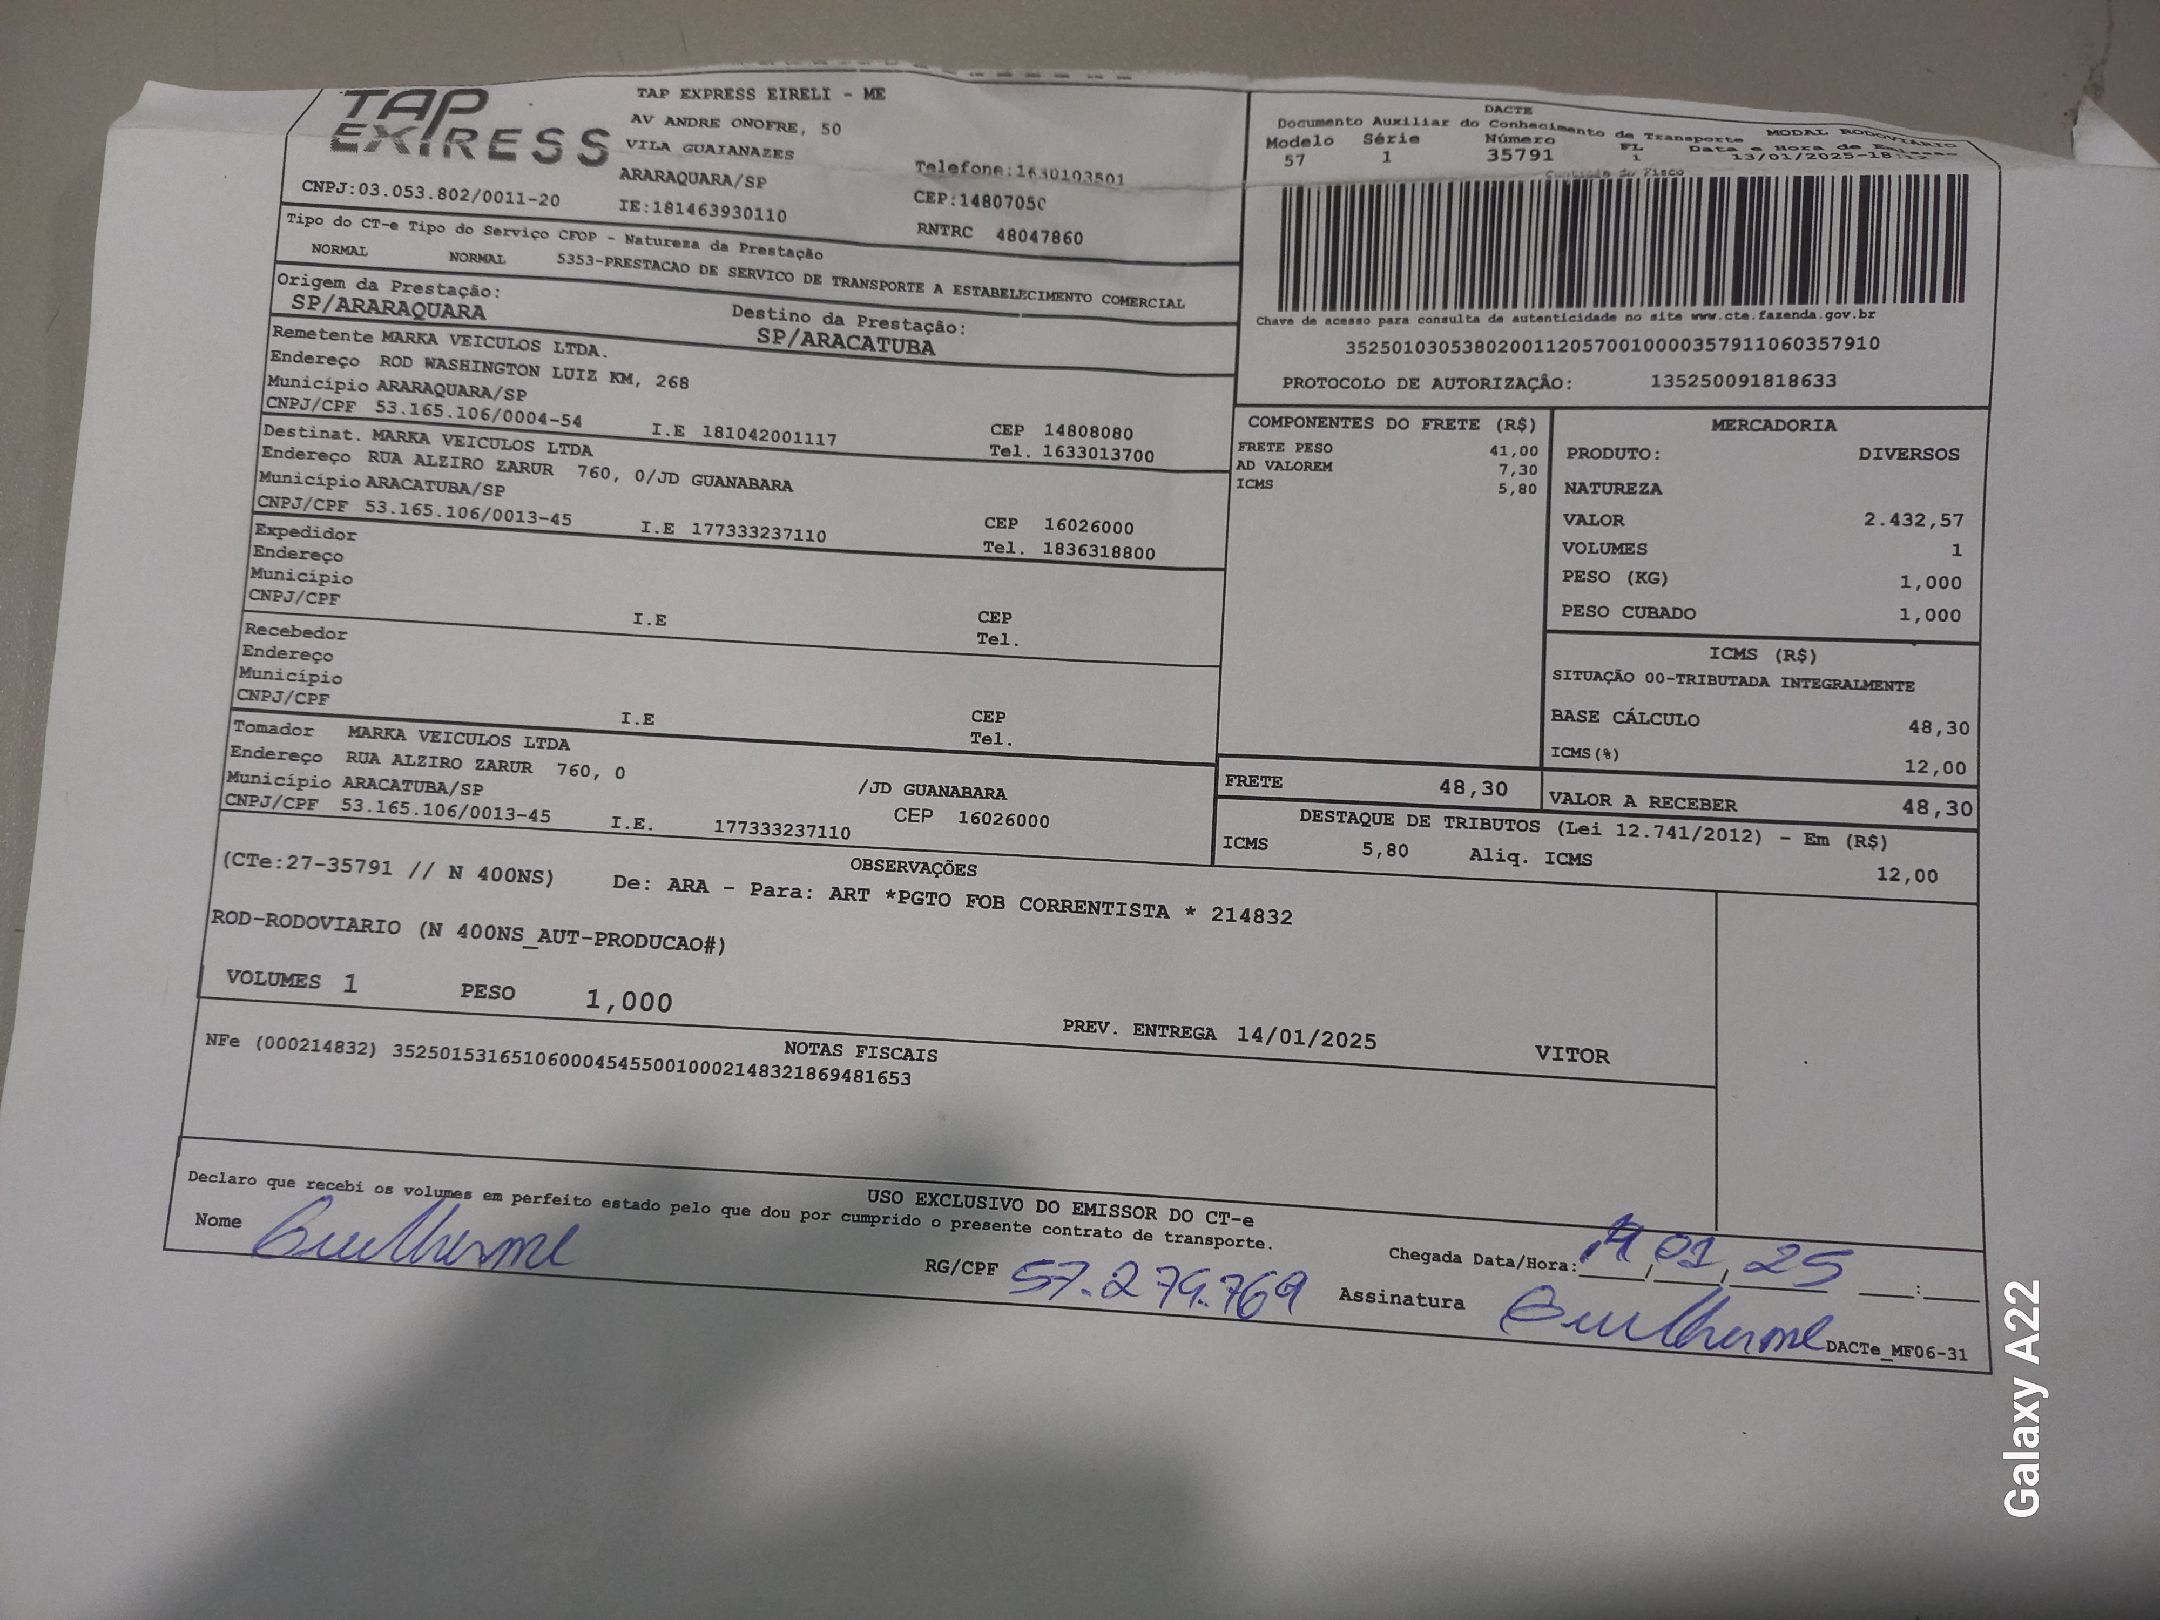 TAP EXPRESS
TAP EXPRESS EIRELI - ME
AV ANDRE ONOFRE, 50
VILA GUAIANAZES
ARARAQUARA/SP
Telefone:1630103501
CNPJ:03.053.802/0011-20
IE:181463930110
CEP:14807050
RNTRC 48047860
DACTE
Documento Auxiliar do Conhecimento de Transporte
MODAL RODOVIÁRIO
Modelo Série Número FL Data e Hora de Emissao
57 1 35791 1 13/01/2025-18:
Controle do Fisco
Chave de acesso para consulta de autenticidade no site www.cte.fazenda.gov.br
35250103053802001120570010000357911060357910
PROTOCOLO DE AUTORIZAÇÃO: 135250091818633
Tipo do CT-e Tipo do Serviço CFOP - Natureza da Prestação
NORMAL NORMAL 5353-PRESTACAO DE SERVICO DE TRANSPORTE A ESTABELECIMENTO COMERCIAL
Origem da Prestação: Destino da Prestação:
SP/ARARAQUARA SP/ARACATUBA
Remetente MARKA VEICULOS LTDA.
Endereço ROD WASHINGTON LUIZ KM, 268
Município ARARAQUARA/SP CEP 14808080
CNPJ/CPF 53.165.106/0004-54 I.E 181042001117 Tel. 1633013700
Destinat. MARKA VEICULOS LTDA
Endereço RUA ALZIRO ZARUR 760, 0/JD GUANABARA
Município ARACATUBA/SP CEP 16026000
CNPJ/CPF 53.165.106/0013-45 I.E 177333237110 Tel. 1836318800
Expedidor
Endereço
Município CEP
CNPJ/CPF I.E Tel.
Recebedor
Endereço
Município CEP
CNPJ/CPF I.E Tel.
Tomador MARKA VEICULOS LTDA
Endereço RUA ALZIRO ZARUR 760, 0 /JD GUANABARA
Município ARACATUBA/SP CEP 16026000
CNPJ/CPF 53.165.106/0013-45 I.E. 177333237110
COMPONENTES DO FRETE (R$)
FRETE PESO 41,00
AD VALOREM 7,30
ICMS 5,80
MERCADORIA
PRODUTO: DIVERSOS
NATUREZA
VALOR 2.432,57
VOLUMES 1
PESO (KG) 1,000
PESO CUBADO 1,000
ICMS (R$)
SITUAÇÃO 00-TRIBUTADA INTEGRALMENTE
BASE CÁLCULO 48,30
ICMS(%) 12,00
FRETE 48,30 VALOR A RECEBER 48,30
DESTAQUE DE TRIBUTOS (Lei 12.741/2012) - Em (R$)
ICMS 5,80 Aliq. ICMS 12,00
OBSERVAÇÕES
(CTe:27-35791 // N 400NS) De: ARA - Para: ART *PGTO FOB CORRENTISTA * 214832
ROD-RODOVIARIO (N 400NS_AUT-PRODUCAO#)
VOLUMES 1 PESO 1,000 PREV. ENTREGA 14/01/2025 VITOR
NOTAS FISCAIS
NFe (000214832) 35250153165106000454550010002148321869481653
USO EXCLUSIVO DO EMISSOR DO CT-e
Declaro que recebi os volumes em perfeito estado pelo que dou por cumprido o presente contrato de transporte.
Nome Guilherme RG/CPF 57.279.769 Chegada Data/Hora: 14/01/25 __:__
Assinatura Guilherme
DACTe_MF06-31
Galaxy A22